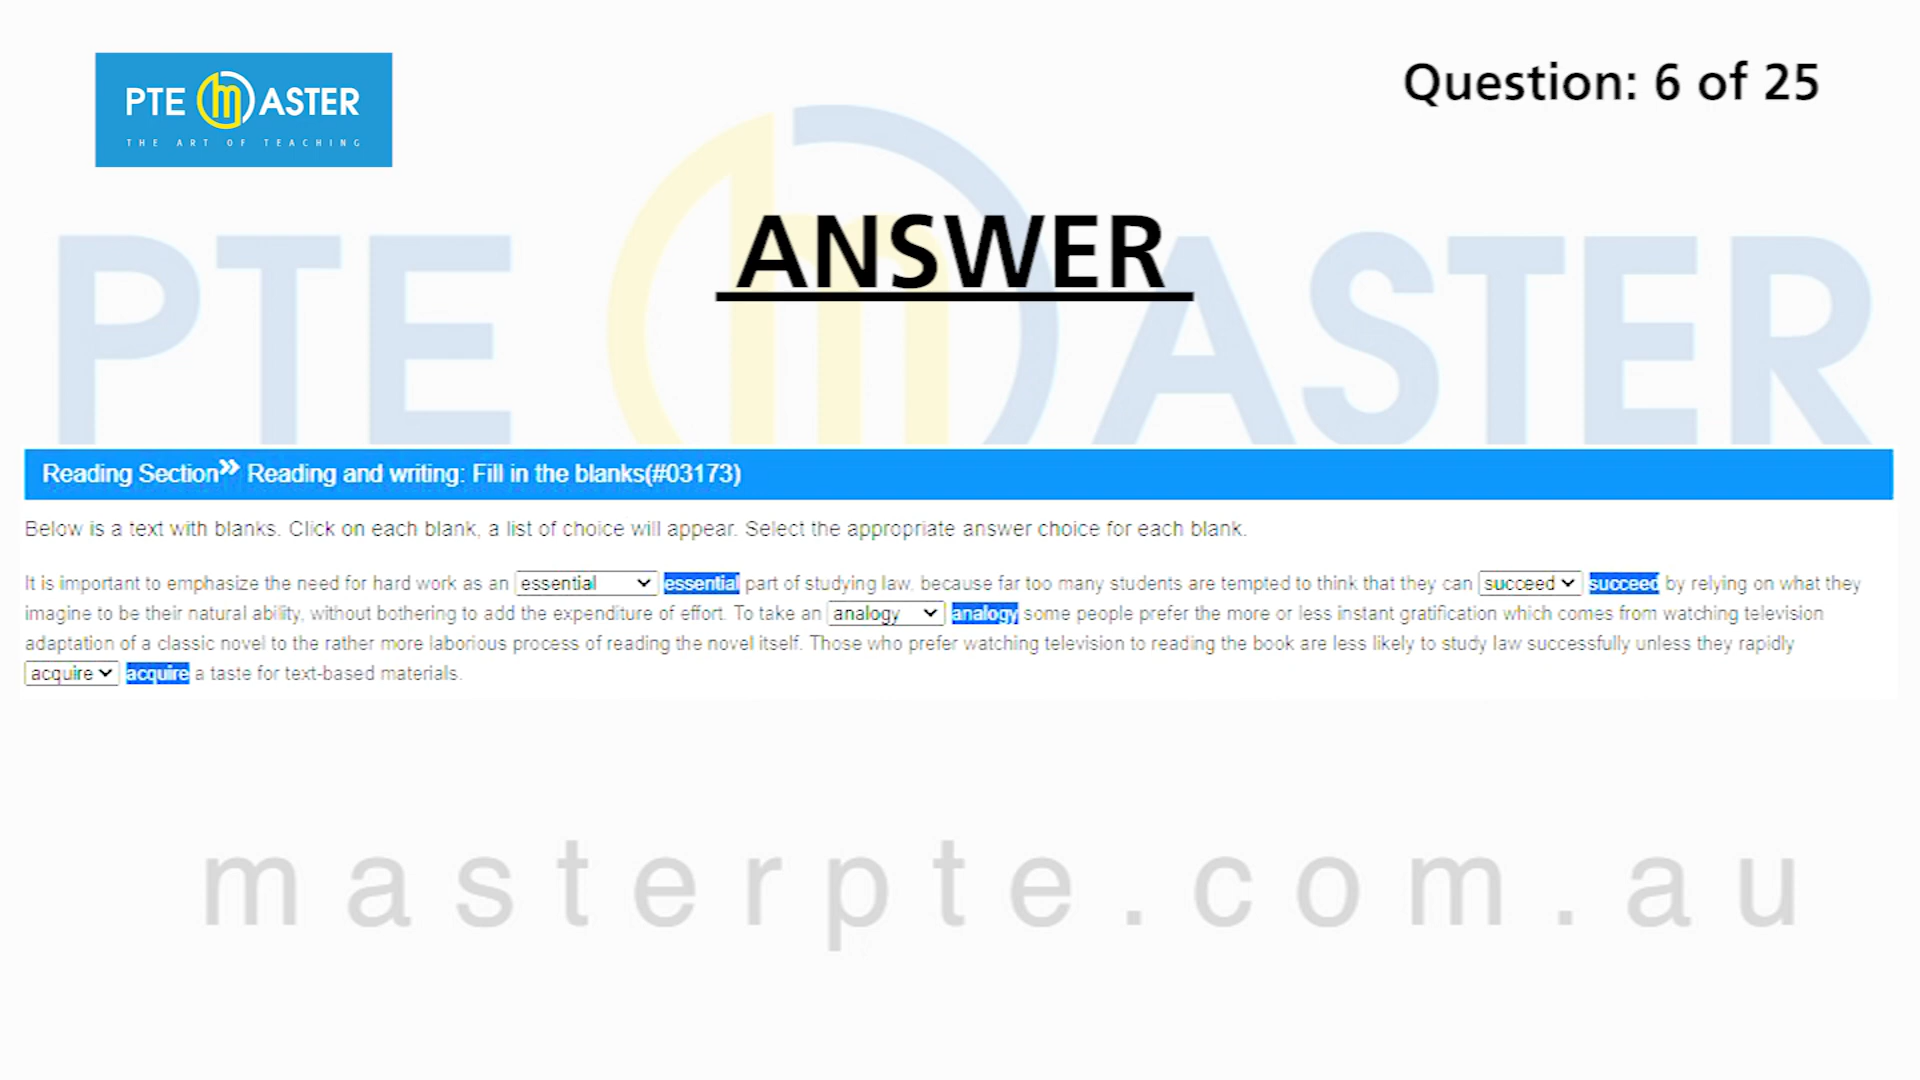 PTE MASTER
THE ART OF TEACHING
Question: 6 of 25
PTE MASTER
ANSWER
Reading Section» Reading and writing: Fill in the blanks(#03173)
Below is a text with blanks. Click on each blank, a list of choice will appear. Select the appropriate answer choice for each blank.
It is important to emphasize the need for hard work as an essential essential part of studying law, because far too many students are tempted to think that they can succeed succeed by relying on what they
imagine to be their natural ability, without bothering to add the expenditure of effort. To take an analogy analogy some people prefer the more or less instant gratification which comes from watching television
adaptation of a classic novel to the rather more laborious process of reading the novel itself. Those who prefer watching television to reading the book are less likely to study law successfully unless they rapidly
acquire acquire a taste for text-based materials.
masterpte.com.au